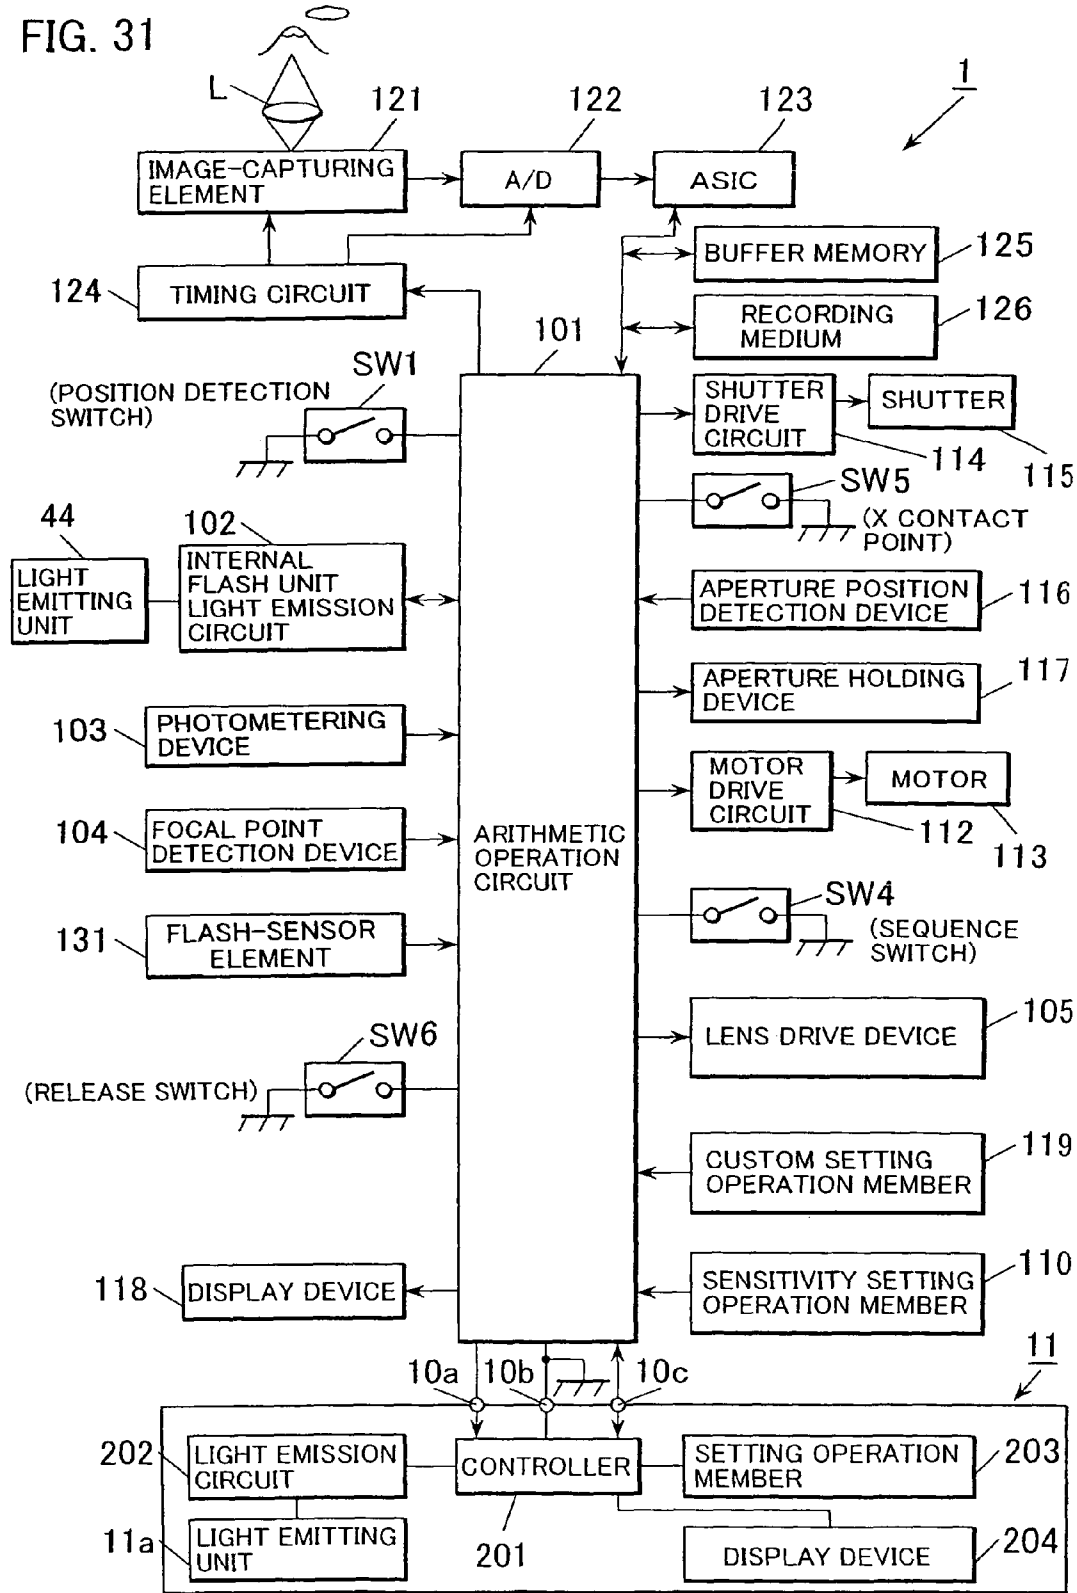 FIG. 31
L
121
122
123
1
IMAGE-CAPTURING
ELEMENT
A/D
ASIC
124
TIMING CIRCUIT
BUFFER MEMORY
125
RECORDING
MEDIUM
126
101
(POSITION DETECTION
SWITCH)
SW1
SHUTTER
DRIVE
CIRCUIT
SHUTTER
114
115
SW5
(X CONTACT
POINT)
44
102
LIGHT
EMITTING
UNIT
INTERNAL
FLASH UNIT
LIGHT EMISSION
CIRCUIT
APERTURE POSITION
DETECTION DEVICE
116
APERTURE HOLDING
DEVICE
117
103
PHOTOMETERING
DEVICE
MOTOR
DRIVE
CIRCUIT
MOTOR
112
113
104
FOCAL POINT
DETECTION DEVICE
ARITHMETIC
OPERATION
CIRCUIT
SW4
(SEQUENCE
SWITCH)
131
FLASH-SENSOR
ELEMENT
LENS DRIVE DEVICE
105
SW6
(RELEASE SWITCH)
CUSTOM SETTING
OPERATION MEMBER
119
118
DISPLAY DEVICE
SENSITIVITY SETTING
OPERATION MEMBER
110
10a
10b
10c
11
202
LIGHT EMISSION
CIRCUIT
CONTROLLER
SETTING OPERATION
MEMBER
203
11a
LIGHT EMITTING
UNIT
201
DISPLAY DEVICE
204